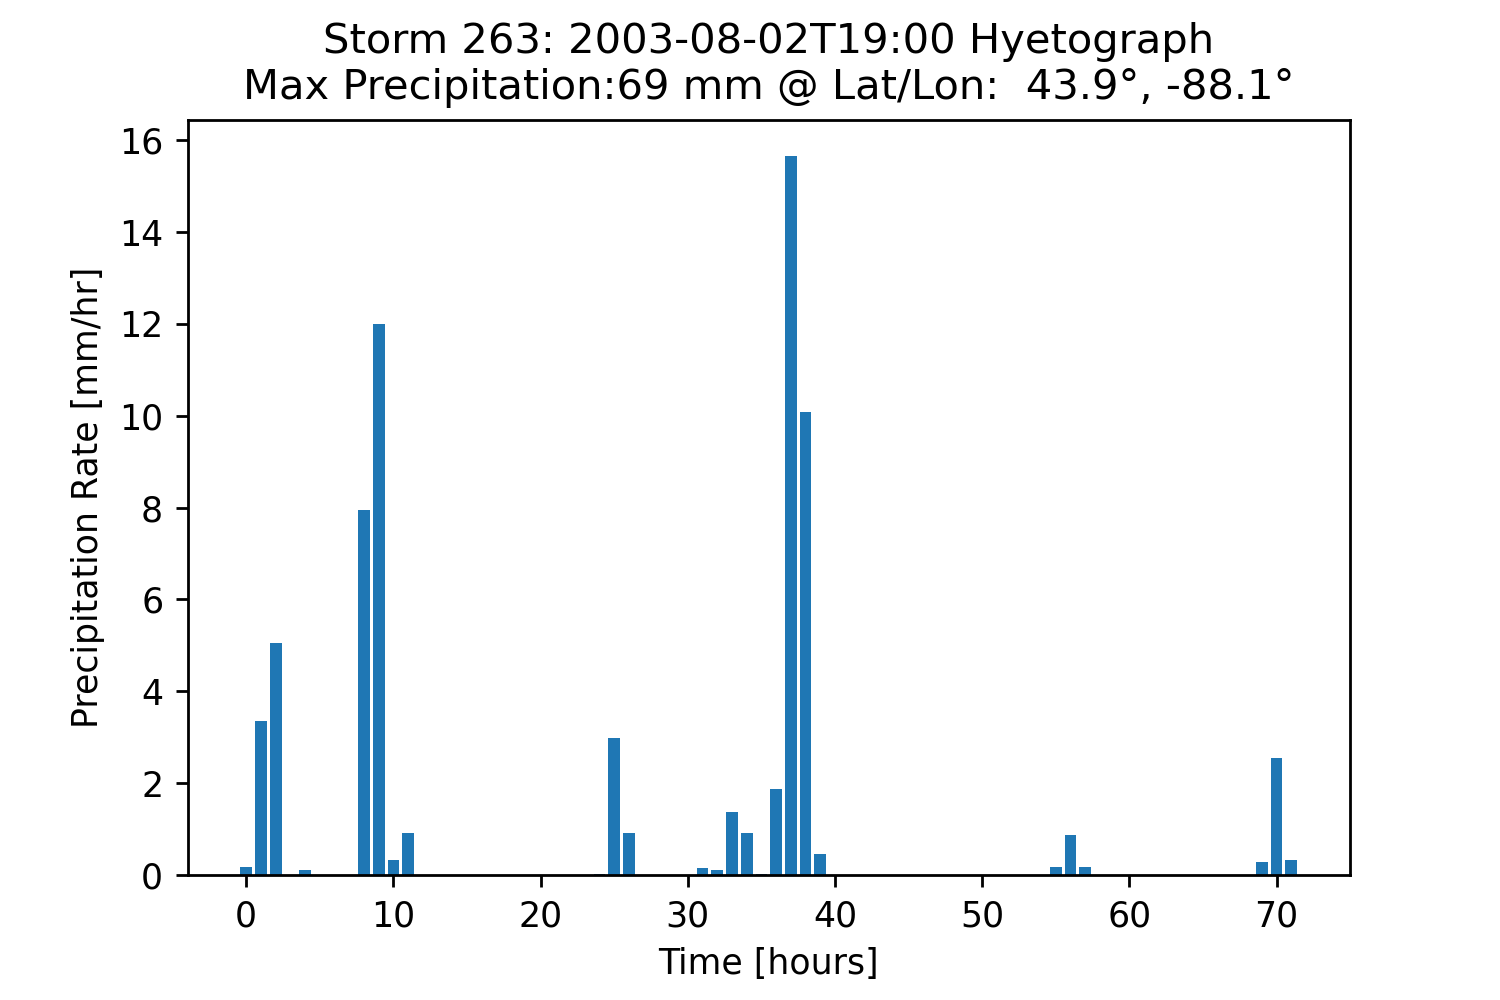 Storm 263: 2003-08-02T19:00 Hyetograph
Max Precipitation:69 mm @ Lat/Lon:  43.9°, -88.1°
Precipitation Rate [mm/hr]
16
14
12
10
8
6
4
2
0
0 10 20 30 40 50 60 70
Time [hours]